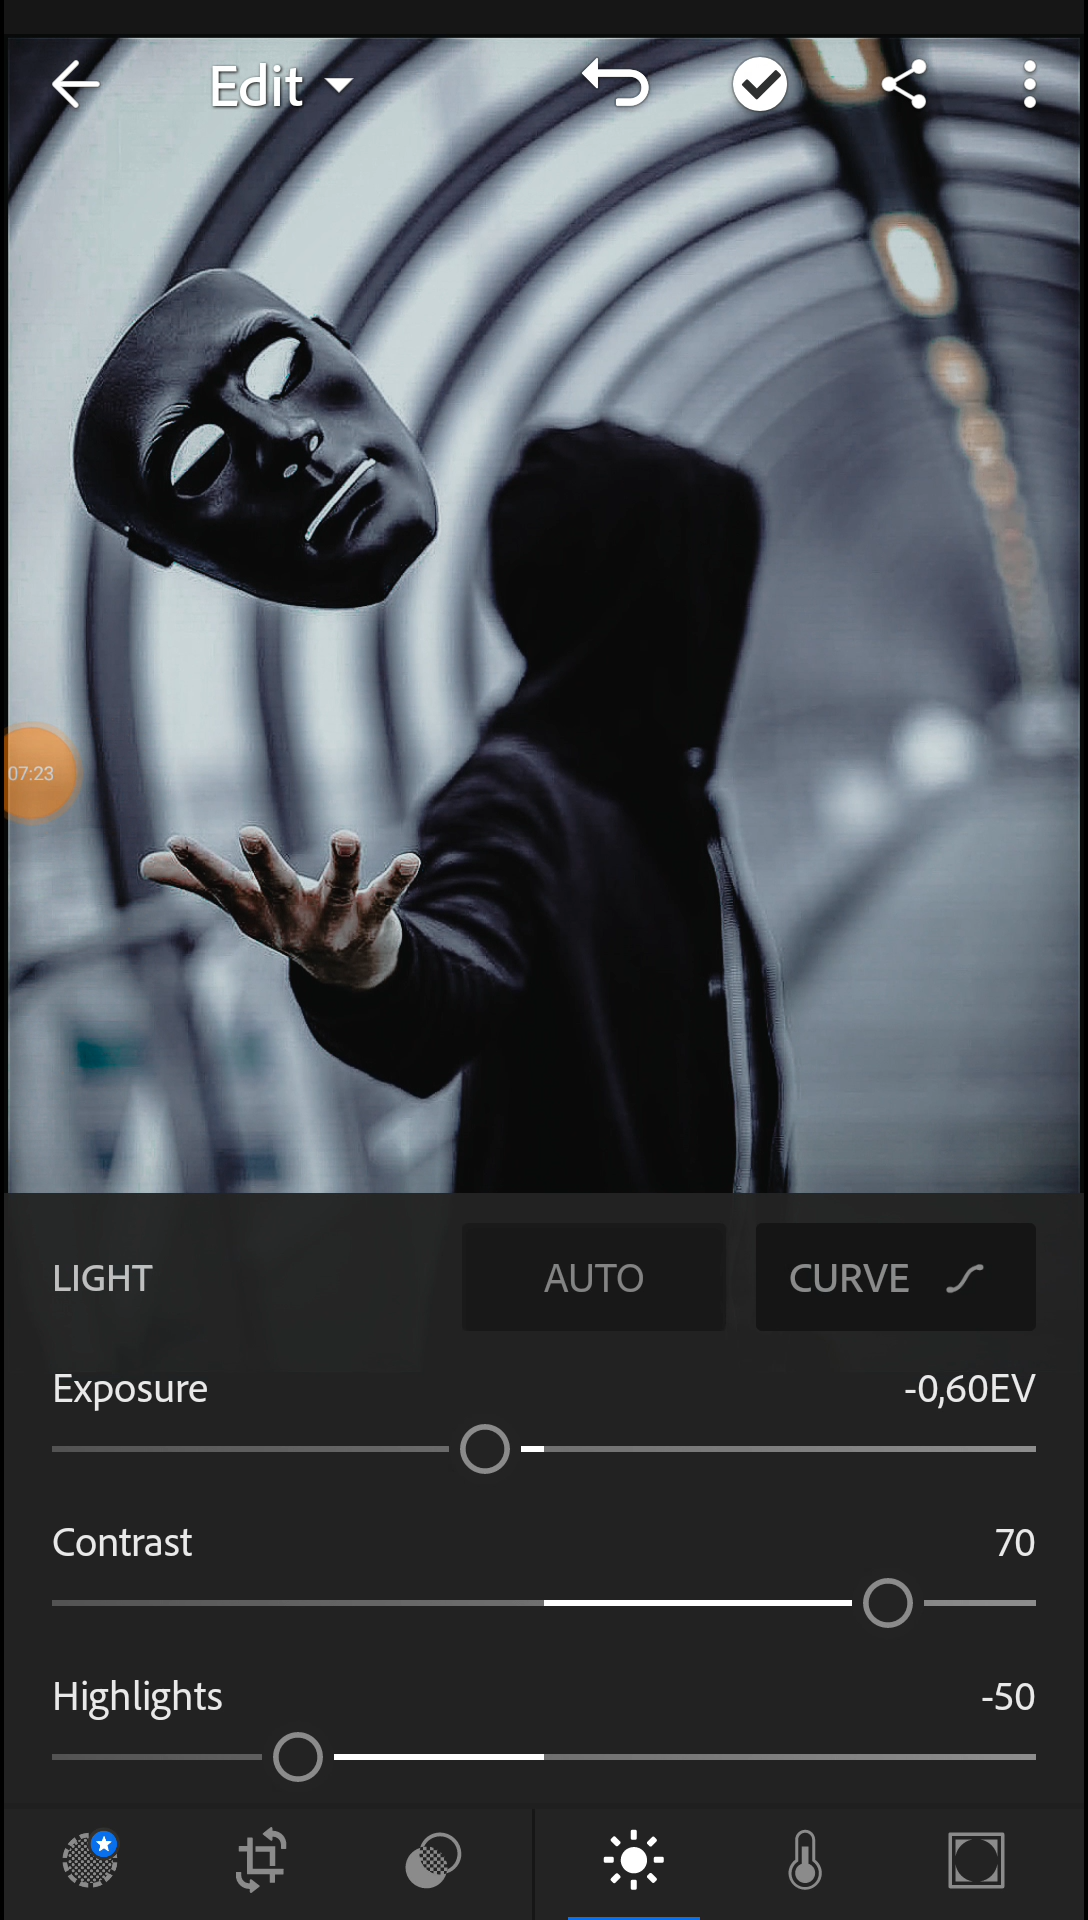 Edit
07:23
LIGHT AUTO CURVE
Exposure -0,60EV
Contrast 70
Highlights -50